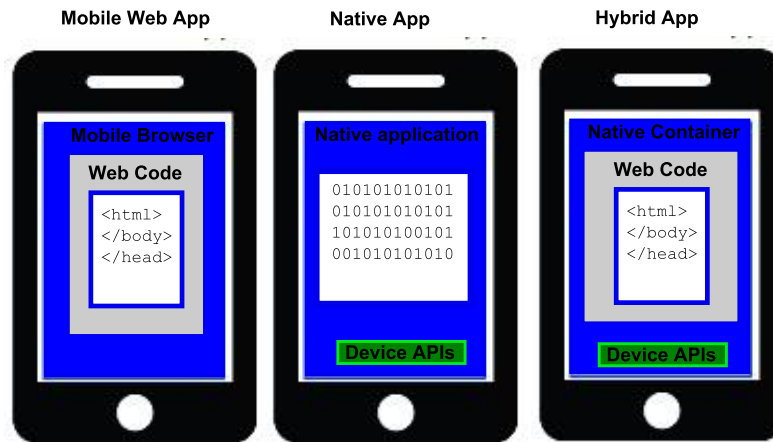 Mobile Web App
Mobile Browser
Web Code
<html>
</body>
</head>
Native App
Native application
010101010101
010101010101
101010100101
001010101010
Device APIs
Hybrid App
Native Container
Web Code
<html>
</body>
</head>
Device APIs